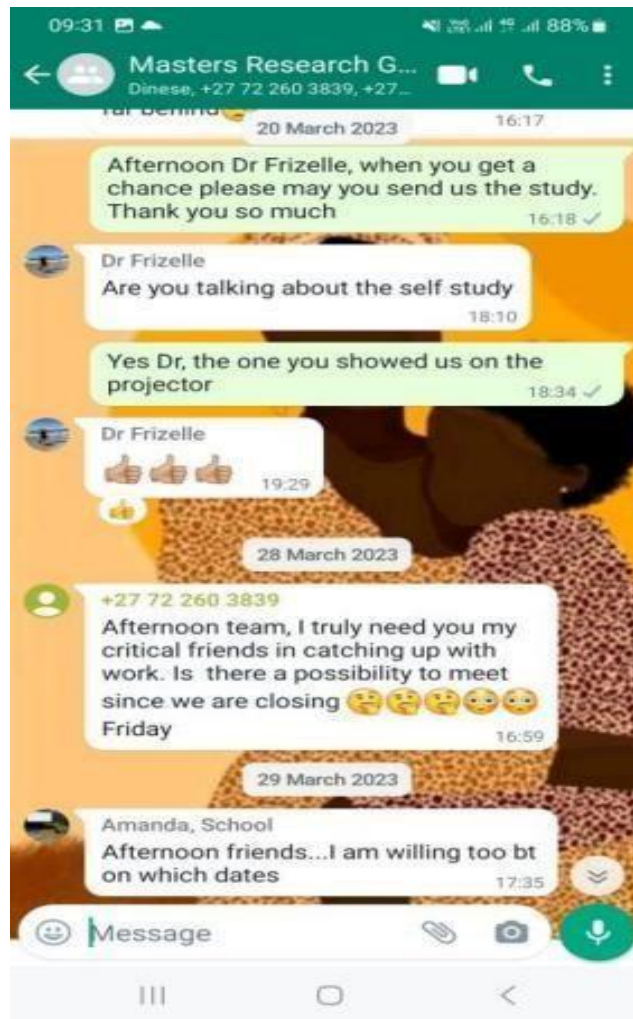 09:31
4G 88%
Masters Research G...
Dinese, +27 72 260 3839, +27...
far behind
16:17
20 March 2023
Afternoon Dr Frizelle, when you get a
chance please may you send us the study.
Thank you so much
16:18
Dr Frizelle
Are you talking about the self study
18:10
Yes Dr, the one you showed us on the
projector
18:34
Dr Frizelle
👍🏼👍🏼👍🏼
19:29
👍
28 March 2023
+27 72 260 3839
Afternoon team, I truly need you my
critical friends in catching up with
work. Is there a possibility to meet
since we are closing 🤔🤔🤔😳😳
Friday
16:59
29 March 2023
Amanda, School
Afternoon friends...I am willing too bt
on which dates
17:35
Message